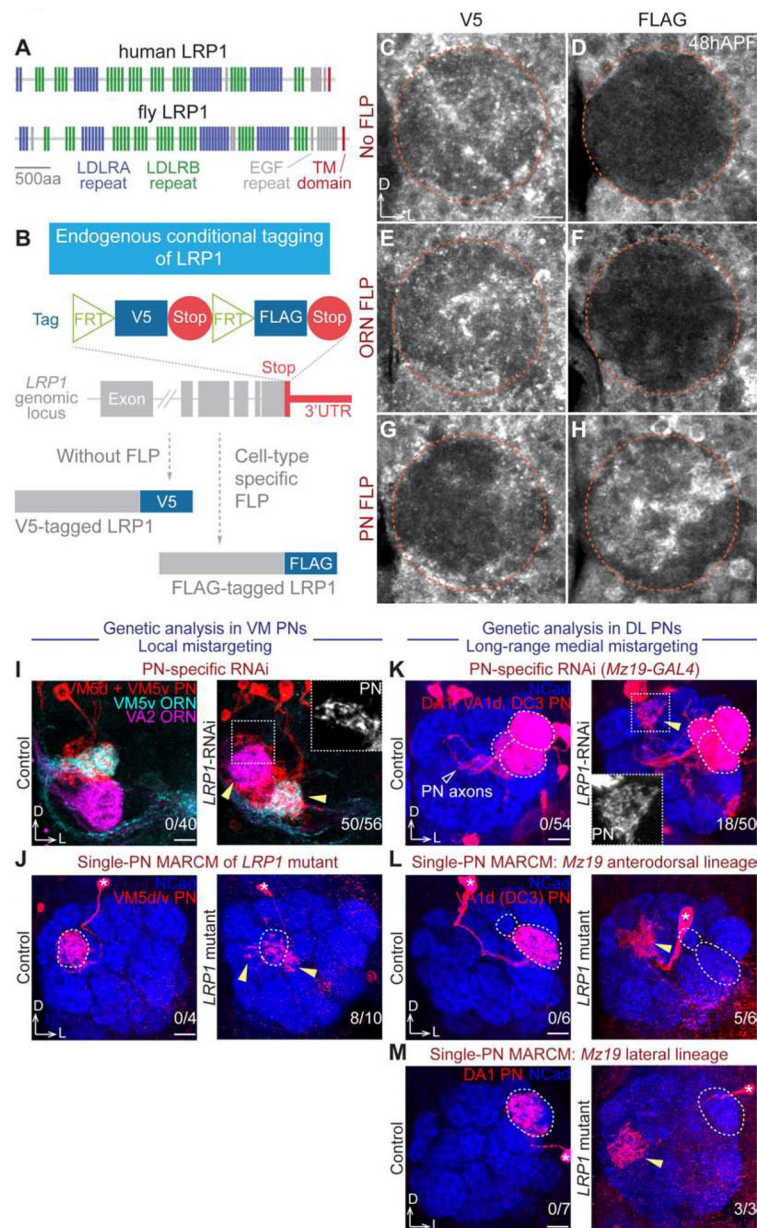 A
human LRP1
fly LRP1
500aa
LDLRA repeat
LDLRB repeat
EGF repeat
TM domain
B
Endogenous conditional tagging
of LRP1
Tag
FRT
V5
Stop
FRT
FLAG
Stop
Stop
LRP1
genomic
locus
Exon
3'UTR
Without FLP
Cell-type
specific
FLP
V5
V5-tagged LRP1
FLAG
FLAG-tagged LRP1
V5
FLAG
No FLP
C
D
L
D
48hAPF
ORN FLP
E
F
PN FLP
G
H
Genetic analysis in VM PNs
Local mistargeting
I
PN-specific RNAi
Control
VM5d + VM5v PN
VM5v ORN
VA2 ORN
D
L
0/40
LRP1-RNAi
PN
50/56
J
Single-PN MARCM of LRP1 mutant
Control
NCad
VM5d/v PN
*
D
L
0/4
LRP1 mutant
*
8/10
Genetic analysis in DL PNs
Long-range medial mistargeting
K
PN-specific RNAi (Mz19-GAL4)
Control
NCad
DA1, VA1d, DC3 PN
PN axons
D
L
0/54
LRP1-RNAi
PN
18/50
L
Single-PN MARCM: Mz19 anterodorsal lineage
Control
NCad
VA1d (DC3) PN
*
D
L
0/6
LRP1 mutant
*
5/6
M
Single-PN MARCM: Mz19 lateral lineage
Control
DA1 PN NCad
*
D
L
0/7
LRP1 mutant
*
3/3